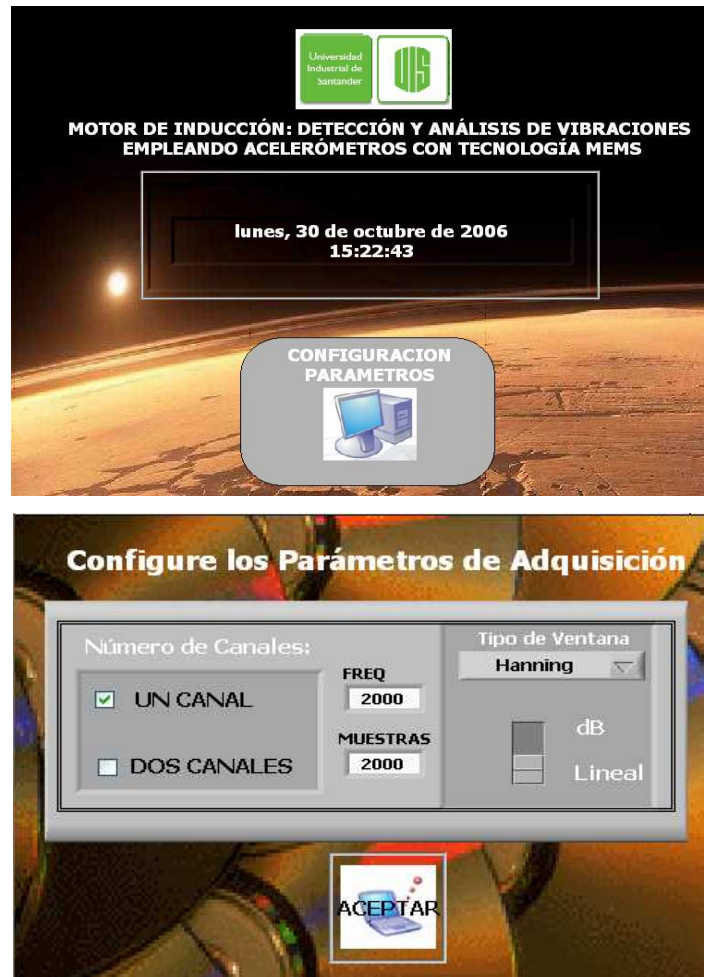 Universidad
Industrial de
Santander
UIS
MOTOR DE INDUCCIÓN: DETECCIÓN Y ANÁLISIS DE VIBRACIONES
EMPLEANDO ACELERÓMETROS CON TECNOLOGÍA MEMS
lunes, 30 de octubre de 2006
15:22:43
CONFIGURACION
PARAMETROS
Configure los Parámetros de Adquisición
Número de Canales:
UN CANAL
DOS CANALES
FREQ
2000
MUESTRAS
2000
Tipo de Ventana
Hanning
dB
Lineal
ACEPTAR